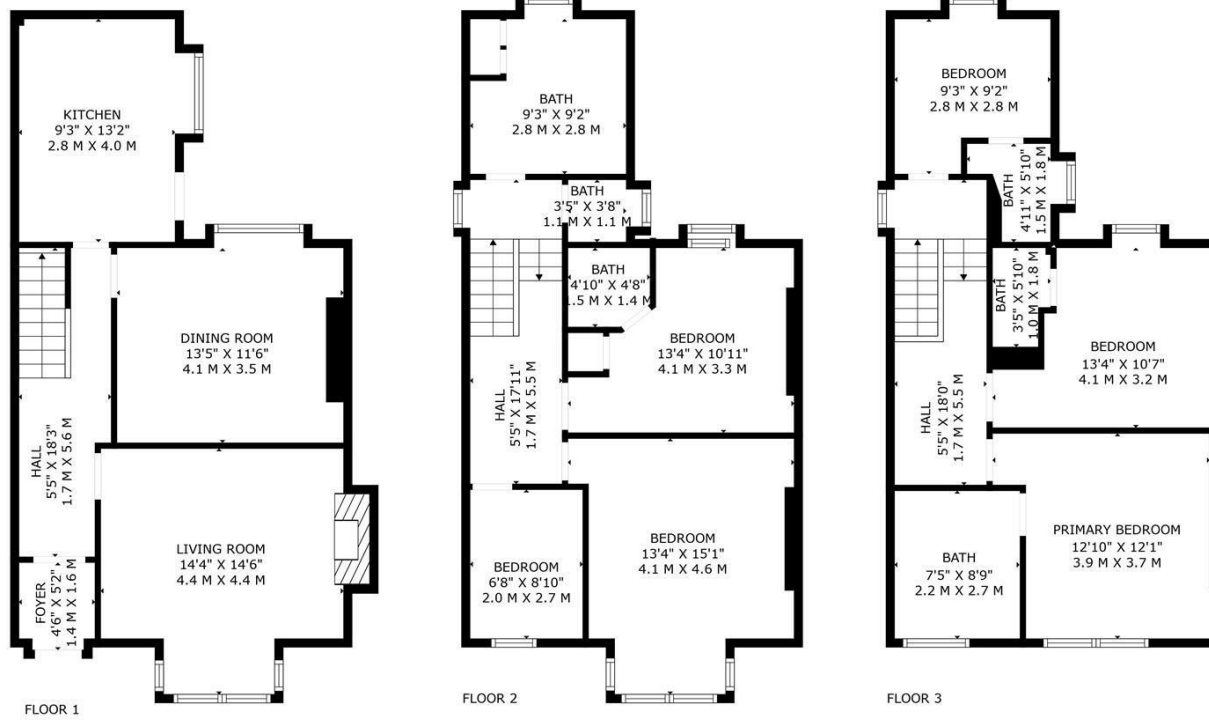 KITCHEN
9'3" X 13'2"
2.8 M X 4.0 M
DINING ROOM
13'5" X 11'6"
4.1 M X 3.5 M
HALL
5'5" X 18'3"
1.7 M X 5.6 M
LIVING ROOM
14'4" X 14'6"
4.4 M X 4.4 M
FOYER
4'6" X 5'2"
1.4 M X 1.6 M
FLOOR 1
BATH
9'3" X 9'2"
2.8 M X 2.8 M
BATH
3'5" X 3'8"
1.1 M X 1.1 M
BATH
4'10" X 4'8"
1.5 M X 1.4 M
BEDROOM
13'4" X 10'11"
4.1 M X 3.3 M
HALL
5'5" X 17'11"
1.7 M X 5.5 M
BEDROOM
13'4" X 15'1"
4.1 M X 4.6 M
BEDROOM
6'8" X 8'10"
2.0 M X 2.7 M
FLOOR 2
BEDROOM
9'3" X 9'2"
2.8 M X 2.8 M
BATH
4'11" X 5'10"
1.5 M X 1.8 M
BATH
3'5" X 5'10"
1.0 M X 1.8 M
BEDROOM
13'4" X 10'7"
4.1 M X 3.2 M
HALL
5'5" X 18'0"
1.7 M X 5.5 M
PRIMARY BEDROOM
12'10" X 12'1"
3.9 M X 3.7 M
BATH
7'5" X 8'9"
2.2 M X 2.7 M
FLOOR 3